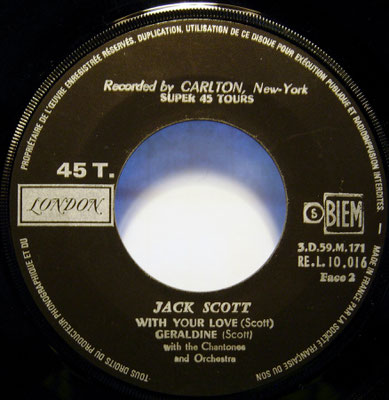 PROPRIÉTAIRE DE L'ŒUVRE ENREGISTRÉE RÉSERVÉS. DUPLICATION, UTILISATION DE CE DISQUE POUR EXÉCUTION PUBLIQUE ET RADIODIFFUSION INTERDITES.
Recorded by CARLTON, New-York
SUPER 45 TOURS
45 T.
LONDON
S BIEM
3.D.59.M.171
RE.L.10.016
Face 2
JACK SCOTT
WITH YOUR LOVE (Scott)
GERALDINE (Scott)
with the Chantones
and Orchestra
TOUS DROITS DU PRODUCTEUR PHONOGRAPHIQUE ET DU
MADE IN FRANCE PAR LA SOCIÉTÉ FRANÇAISE DU SON